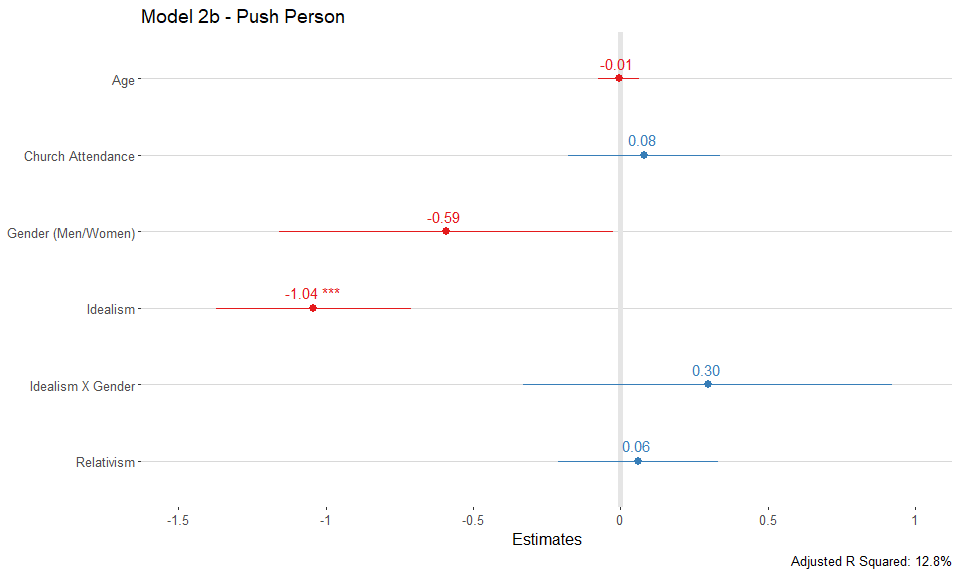 Model 2b - Push Person
Age
-0.01
Church Attendance
0.08
Gender (Men/Women)
-0.59
Idealism
-1.04 ***
Idealism X Gender
0.30
Relativism
0.06
-1.5 -1 -0.5 0 0.5 1
Estimates
Adjusted R Squared: 12.8%